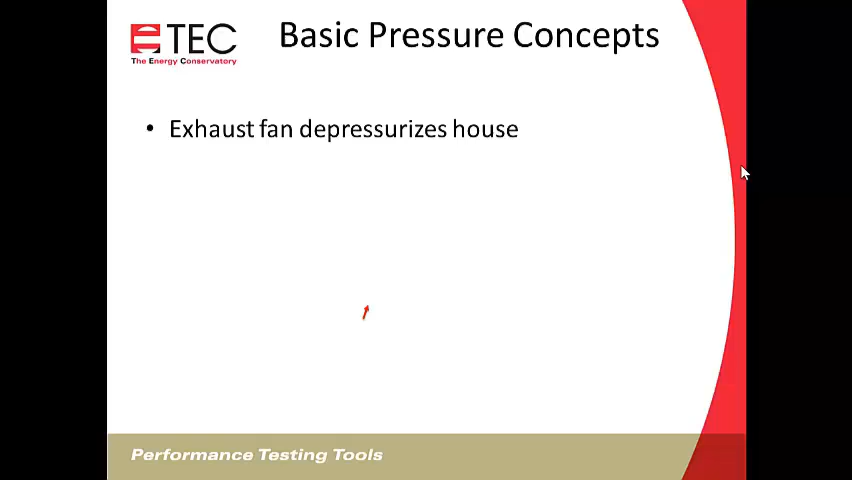 TEC
The Energy Conservatory
Basic Pressure Concepts
• Exhaust fan depressurizes house
Performance Testing Tools